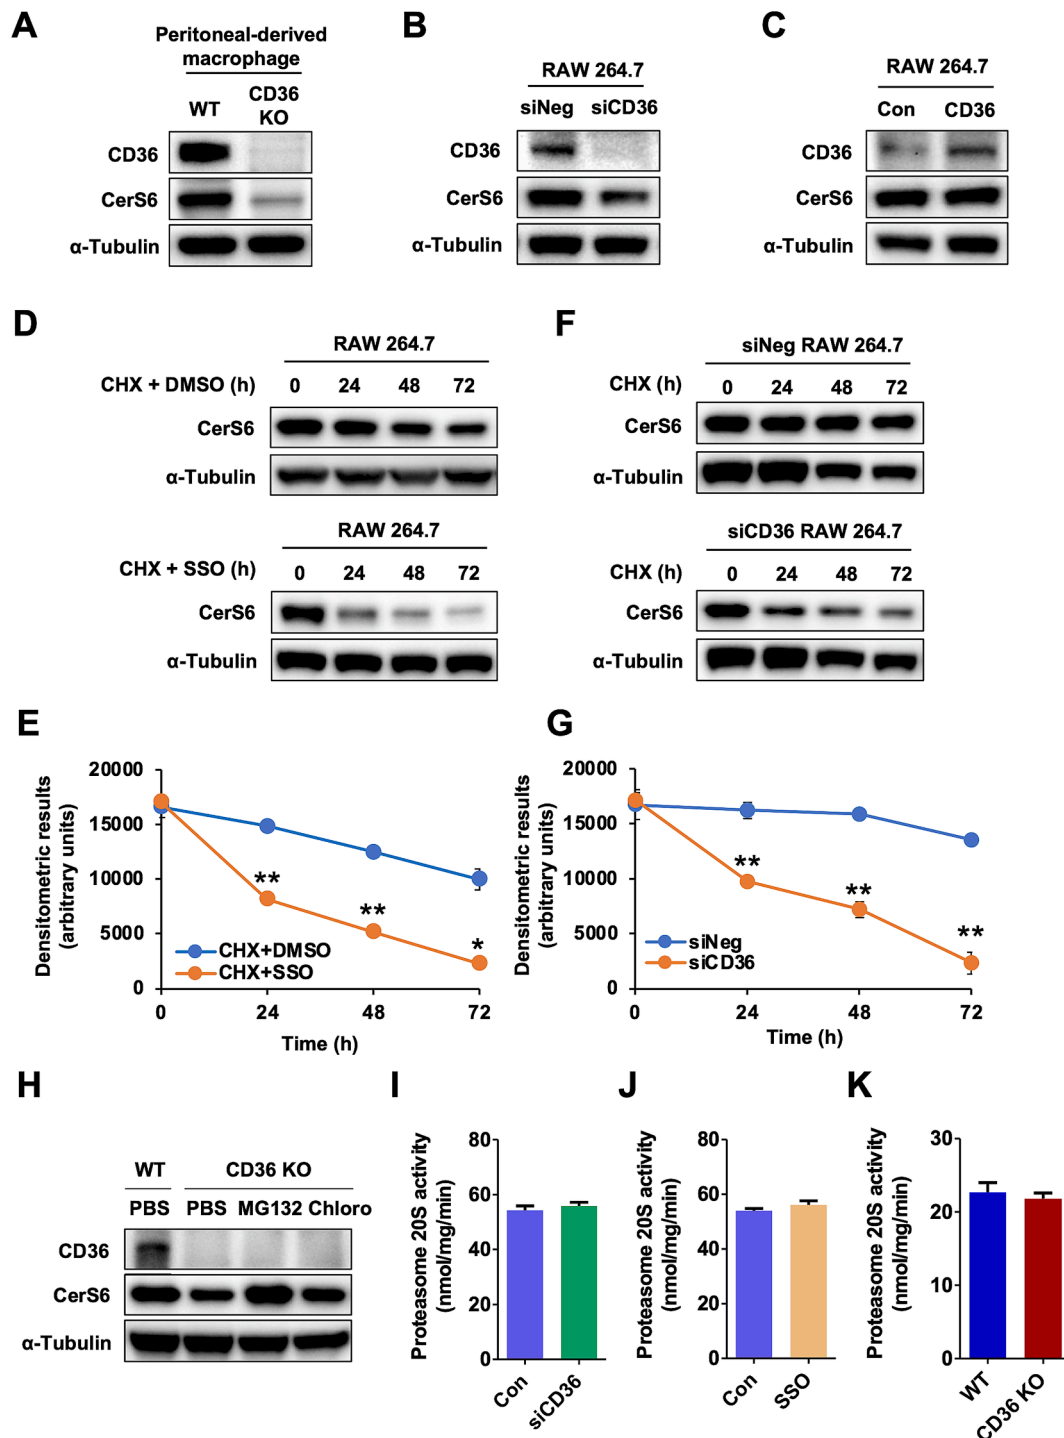 A
Peritoneal-derived
macrophage
WT
CD36
KO
CD36
CerS6
α-Tubulin
B
RAW 264.7
siNeg siCD36
CD36
CerS6
α-Tubulin
C
RAW 264.7
Con CD36
CD36
CerS6
α-Tubulin
D
RAW 264.7
CHX + DMSO (h) 0 24 48 72
CerS6
α-Tubulin
RAW 264.7
CHX + SSO (h) 0 24 48 72
CerS6
α-Tubulin
F
siNeg RAW 264.7
CHX (h) 0 24 48 72
CerS6
α-Tubulin
siCD36 RAW 264.7
CHX (h) 0 24 48 72
CerS6
α-Tubulin
E
Densitometric results
(arbitrary units)
20000
15000
10000
5000
0
**
**
*
CHX+DMSO
CHX+SSO
0 24 48 72
Time (h)
G
Densitometric results
(arbitrary units)
20000
15000
10000
5000
0
**
**
**
siNeg
siCD36
0 24 48 72
Time (h)
H
WT CD36 KO
PBS PBS MG132 Chloro
CD36
CerS6
α-Tubulin
I
Proteasome 20S activity
(nmol/mg/min)
80
60
40
20
0
Con
siCD36
J
Proteasome 20S activity
(nmol/mg/min)
80
60
40
20
0
Con
SSO
K
Proteasome 20S activity
(nmol/mg/min)
30
20
10
0
WT
CD36 KO